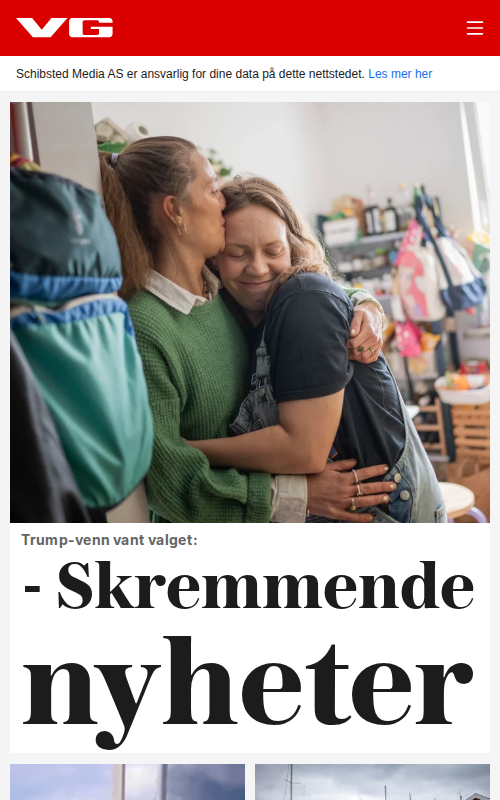 VG
Schibsted Media AS er ansvarlig for dine data på dette nettstedet. Les mer her
Trump-venn vant valget:
- Skremmende
nyheter